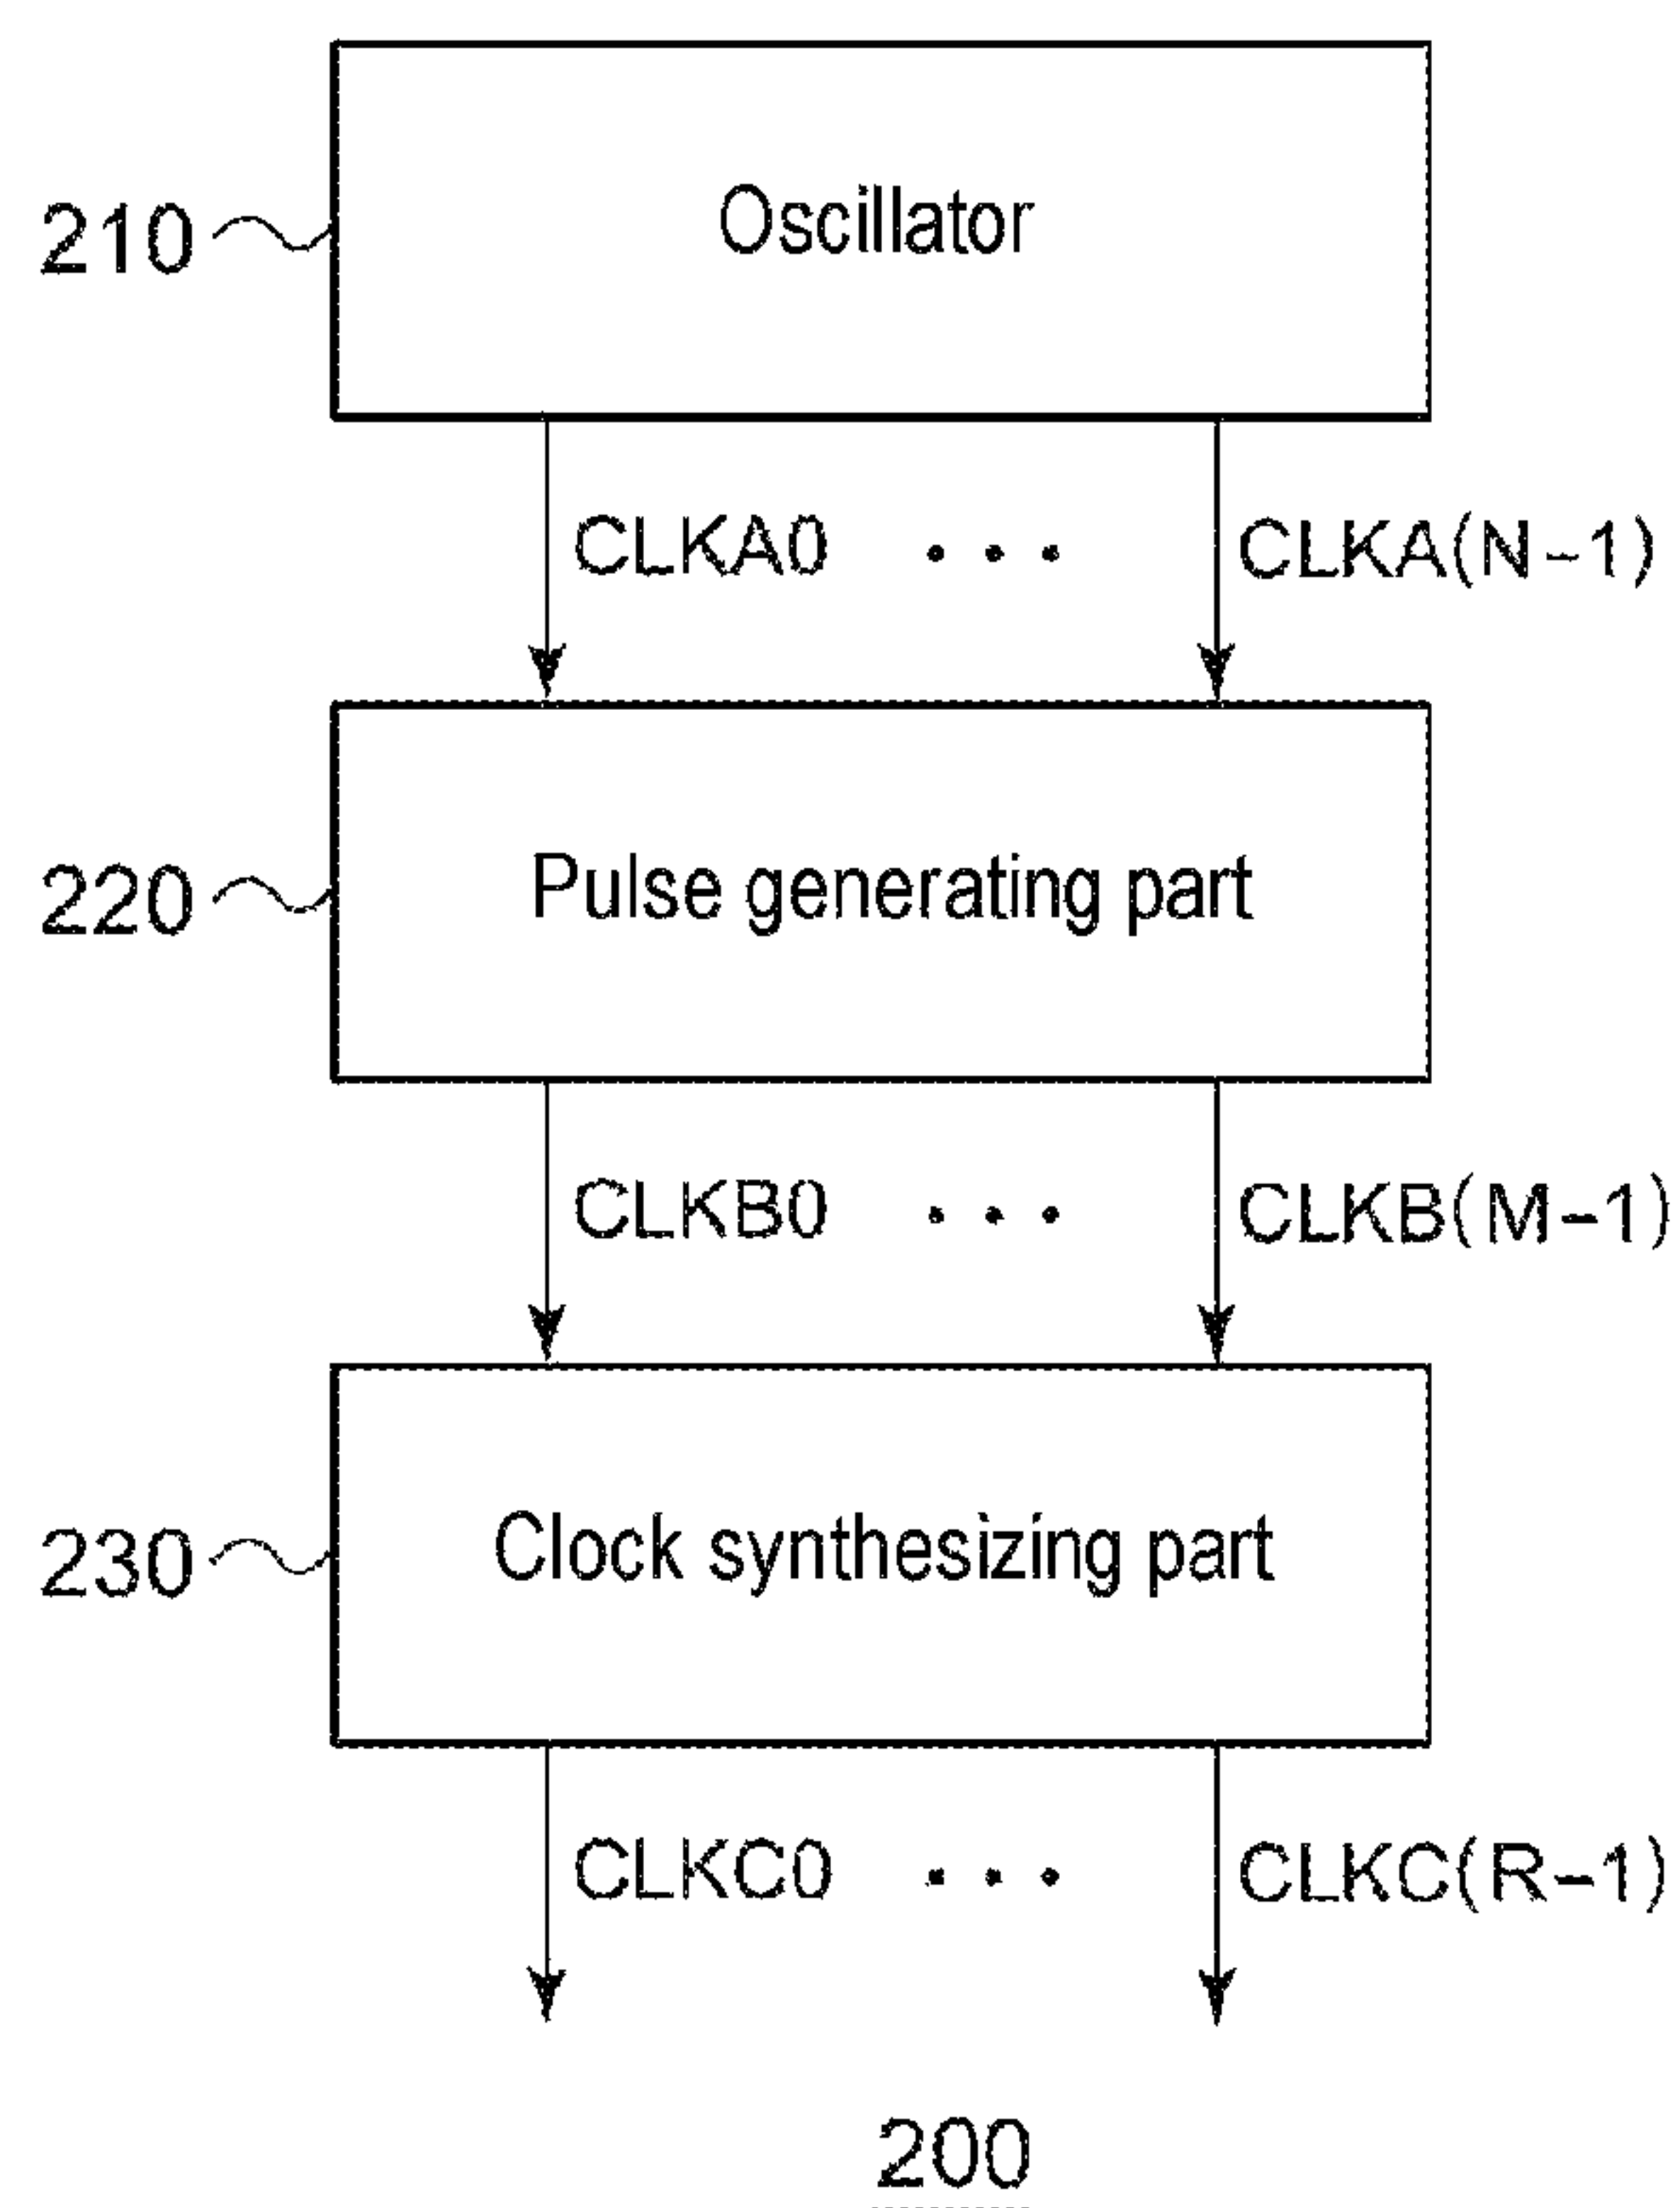 210
Oscillator
CLKA0 ••• CLKA(N-1)
220
Pulse generating part
CLKB0 ••• CLKB(M-1)
230
Clock synthesizing part
CLKC0 ••• CLKC(R-1)
200